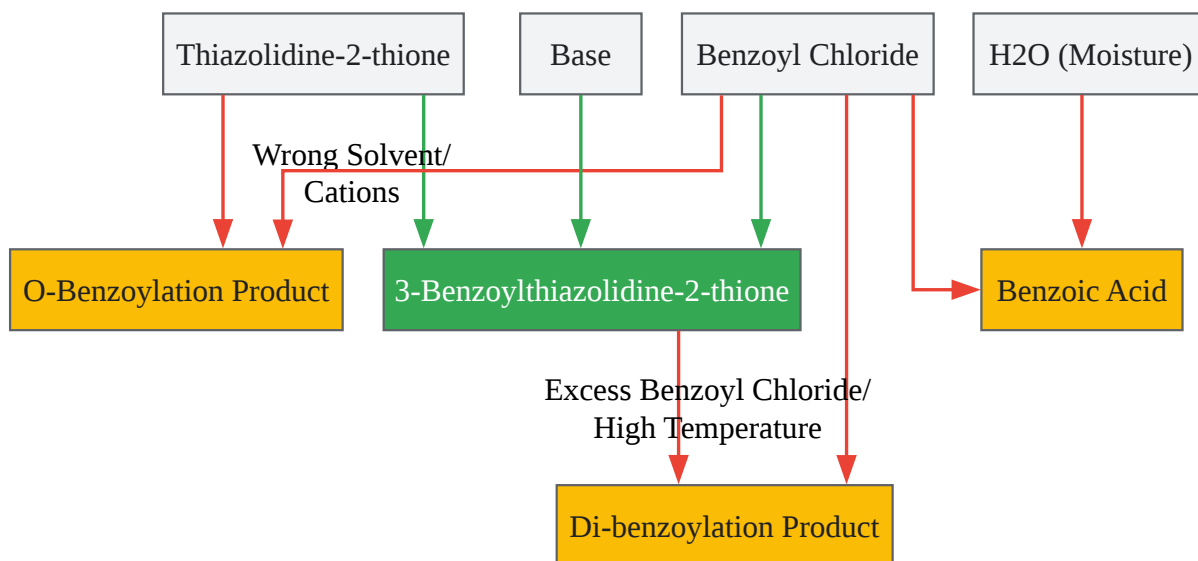 Thiazolidine-2-thione
Base
Benzoyl Chloride
H2O (Moisture)
Wrong Solvent/
Cations
O-Benzoylation Product
3-Benzoylthiazolidine-2-thione
Benzoic Acid
Excess Benzoyl Chloride/
High Temperature
Di-benzoylation Product